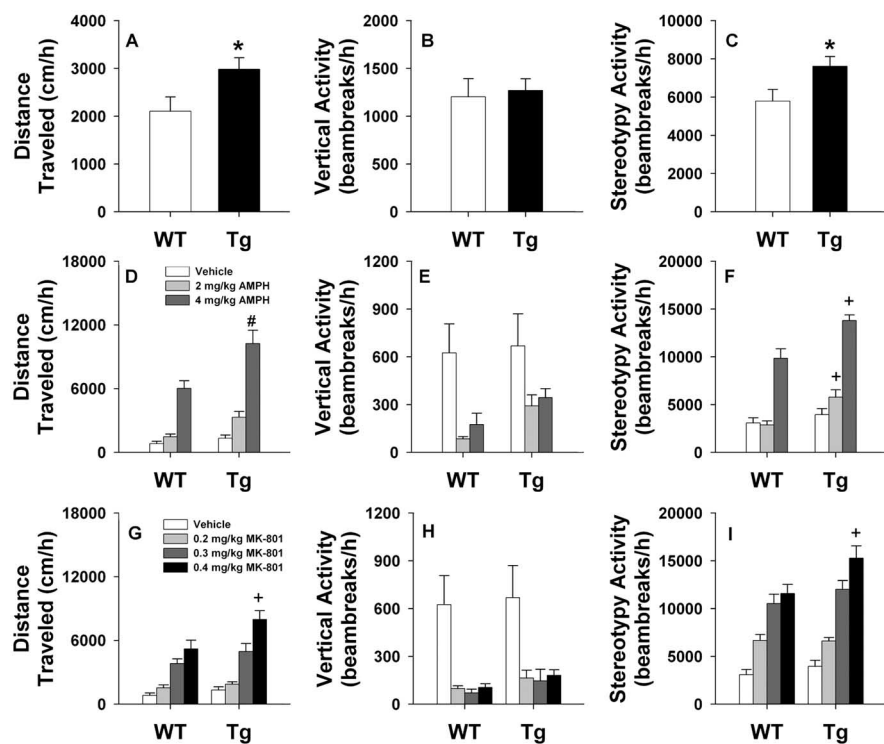 A
Distance
Traveled (cm/h)
4000
3000
2000
1000
0
*
WT Tg
B
Vertical Activity
(beambreaks/h)
2000
1500
1000
500
0
WT Tg
C
Stereotypy Activity
(beambreaks/h)
10000
8000
6000
4000
2000
0
*
WT Tg
D
Distance
Traveled (cm/h)
18000
12000
6000
0
Vehicle
2 mg/kg AMPH
4 mg/kg AMPH
#
WT Tg
E
Vertical Activity
(beambreaks/h)
1200
900
600
300
0
WT Tg
F
Stereotypy Activity
(beambreaks/h)
20000
15000
10000
5000
0
+
+
WT Tg
G
Distance
Traveled (cm/h)
18000
12000
6000
0
Vehicle
0.2 mg/kg MK-801
0.3 mg/kg MK-801
0.4 mg/kg MK-801
+
WT Tg
H
Vertical Activity
(beambreaks/h)
1200
900
600
300
0
WT Tg
I
Stereotypy Activity
(beambreaks/h)
20000
15000
10000
5000
0
+
WT Tg